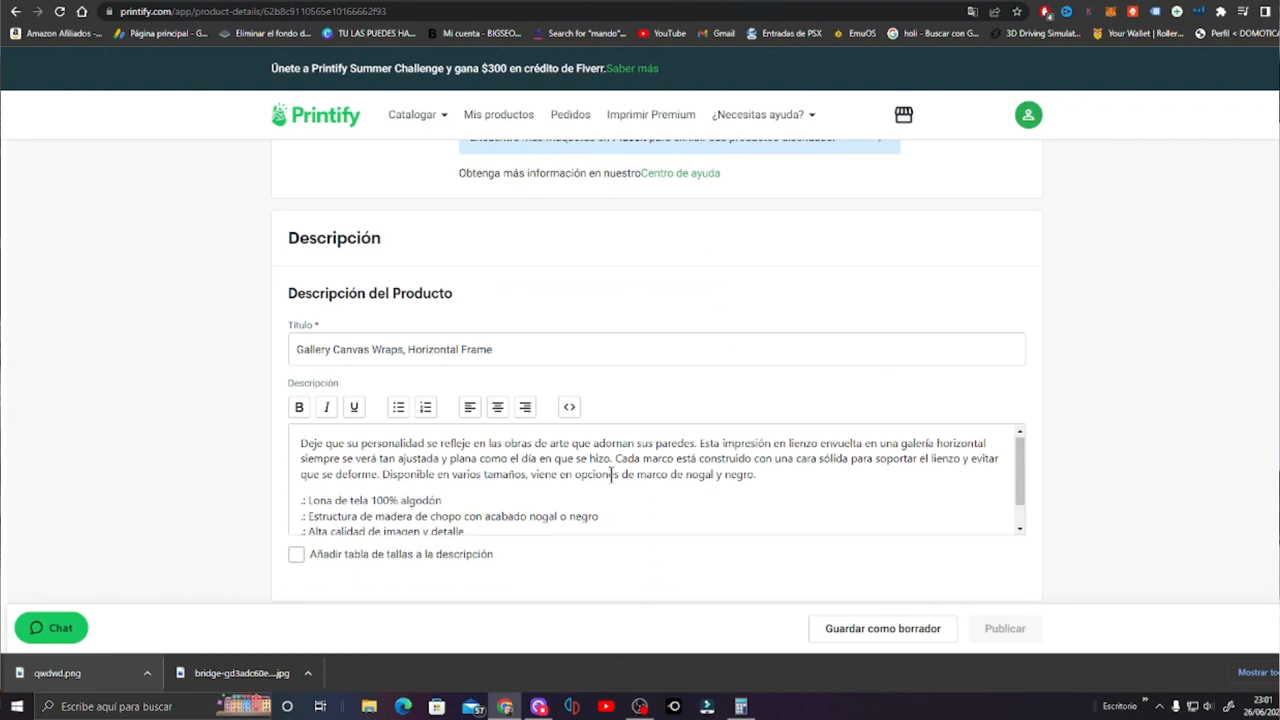 printify.com/app/product-details/62b8c9110565e10166662f93
Amazon Afiliados –
Página principal - G...
Eliminar el fondo d...
TU LAS PUEDES HA...
Mi cuenta - BIGSEO...
Search for "mando"...
YouTube
Gmail
Entradas de PSX
EmuOS
holi - Buscar con G...
3D Driving Simulat...
Your Wallet | Roller...
Perfil < DOMOTICA
Únete a Printify Summer Challenge y gana $300 en crédito de Fiverr.Saber más
Printify
Catalogar
Mis productos
Pedidos
Imprimir Premium
¿Necesitas ayuda?
Obtenga más información en nuestroCentro de ayuda
Descripción
Descripción del Producto
Título *
Gallery Canvas Wraps, Horizontal Frame
Descripción
B I U
Deje que su personalidad se refleje en las obras de arte que adornan sus paredes. Esta impresión en lienzo envuelta en una galería horizontal
siempre se verá tan ajustada y plana como el día en que se hizo. Cada marco está construido con una cara sólida para soportar el lienzo y evitar
que se deforme. Disponible en varios tamaños, viene en opciones de marco de nogal y negro.
.: Lona de tela 100% algodón
.: Estructura de madera de chopo con acabado nogal o negro
.: Alta calidad de imagen y detalle
Añadir tabla de tallas a la descripción
Chat
Guardar como borrador
Publicar
qwdwd.png
bridge-gd3adc60e....jpg
Mostrar to
Escribe aquí para buscar
57
Escritorio
23:01
26/06/20